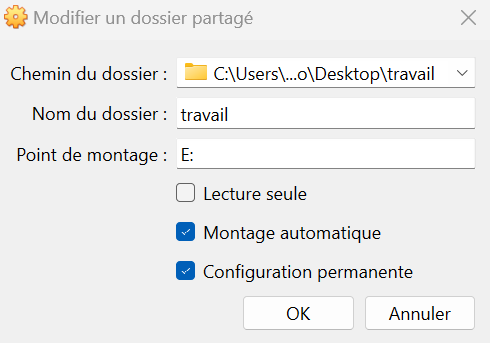 Modifier un dossier partagé
Chemin du dossier : C:\Users\...o\Desktop\travail
Nom du dossier : travail
Point de montage : E:
Lecture seule
Montage automatique
Configuration permanente
OK Annuler